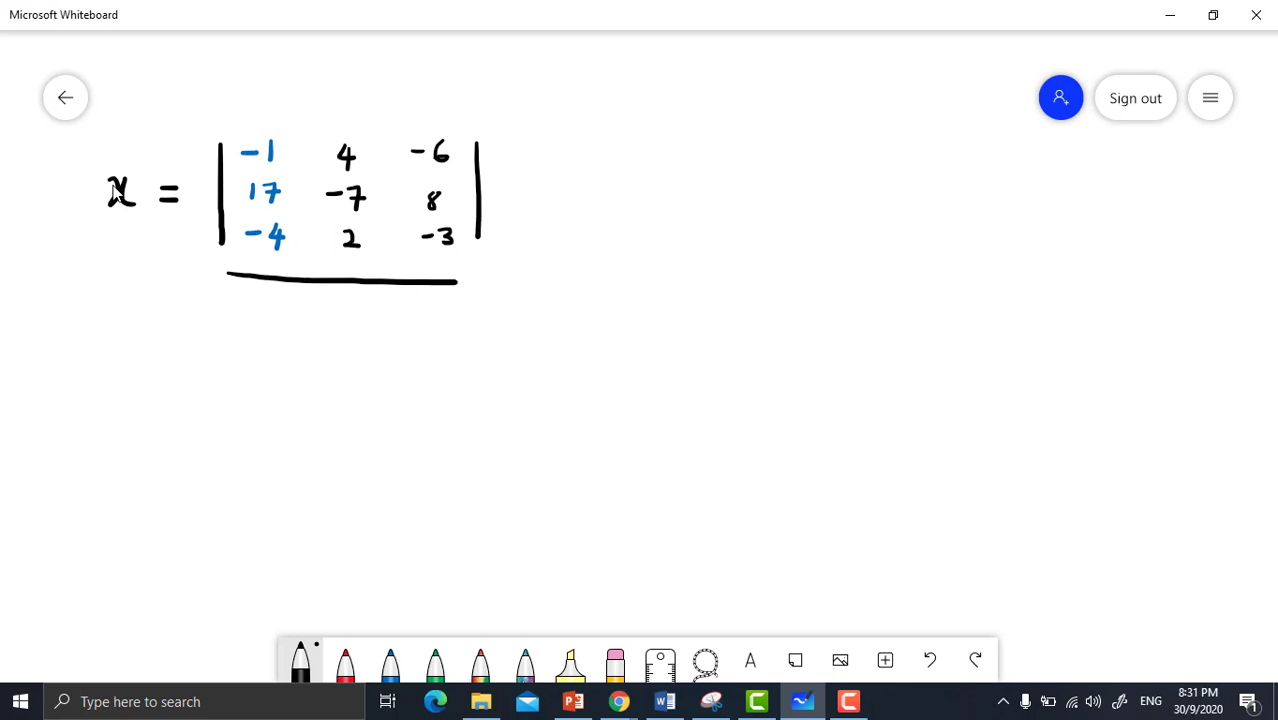 Microsoft Whiteboard
Sign out
-1 4 -6
x = 17 -7 8
-4 2 -3
A
Type here to search
ENG
8:31 PM
30/9/2020
1